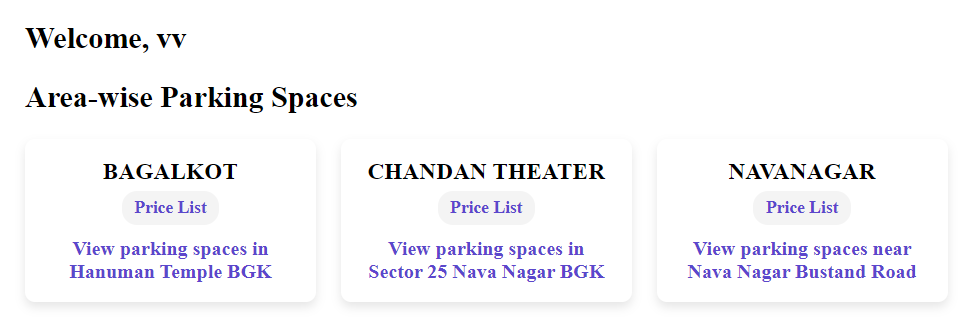 Welcome, vv
Area-wise Parking Spaces
BAGALKOT
Price List
View parking spaces in
Hanuman Temple BGK
CHANDAN THEATER
Price List
View parking spaces in
Sector 25 Nava Nagar BGK
NAVANAGAR
Price List
View parking spaces near
Nava Nagar Bustand Road